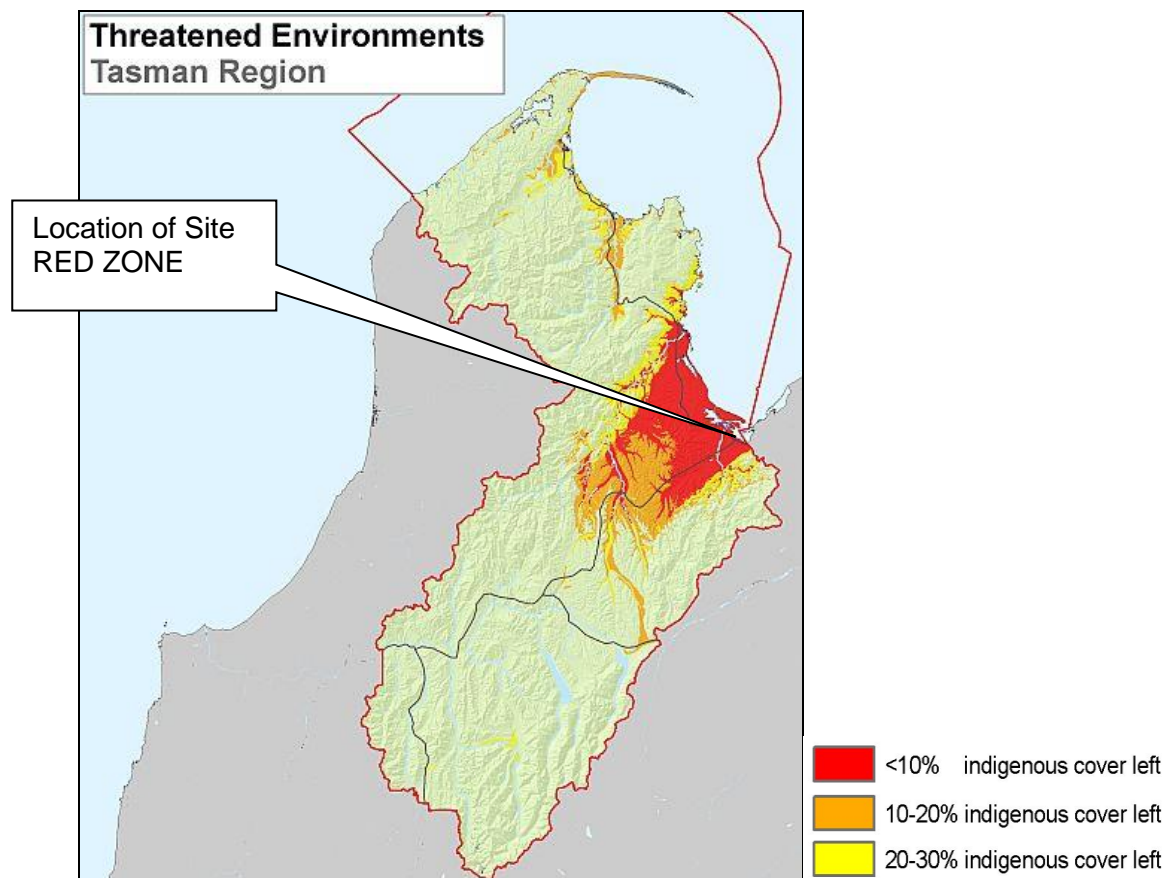 Threatened Environments
Tasman Region
Location of Site
RED ZONE
<10% indigenous cover left
10-20% indigenous cover left
20-30% indigenous cover left